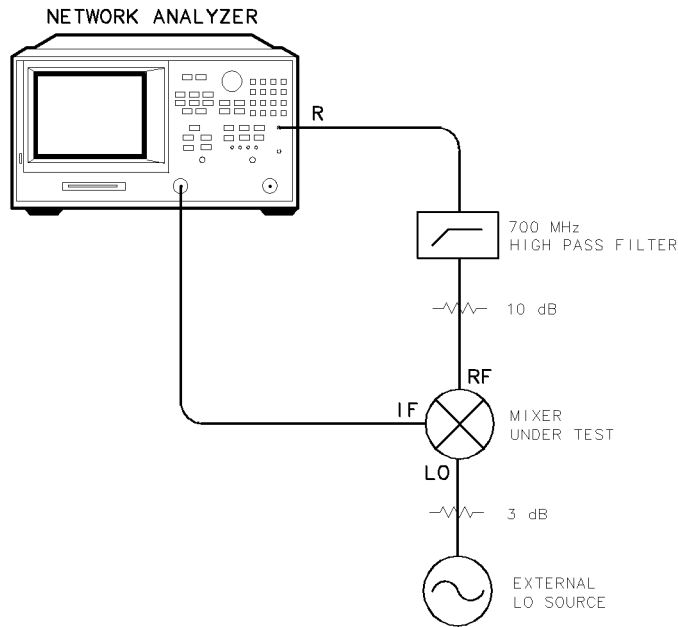 NETWORK ANALYZER
R
700 MHz
HIGH PASS FILTER
10 dB
RF
IF
MIXER
UNDER TEST
LO
3 dB
EXTERNAL
LO SOURCE